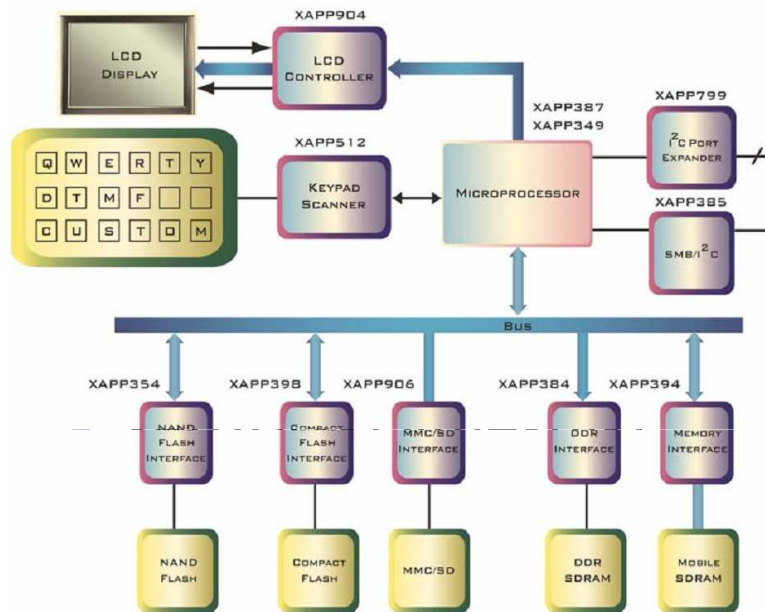 XAPP904
LCD
DISPLAY
LCD
CONTROLLER
XAPP387
XAPP349
XAPP799
I²C PORT
EXPANDER
XAPP512
KEYPAD
SCANNER
MICROPROCESSOR
XAPP385
SMB/I²C
Q W E R T Y
D T M F
C U S T O M
BUS
XAPP354
XAPP398
XAPP906
XAPP384
XAPP394
NAND
FLASH
INTERFACE
COMPACT
FLASH
INTERFACE
MMC/SD
INTERFACE
DDR
INTERFACE
MEMORY
INTERFACE
NAND
FLASH
COMPACT
FLASH
MMC/SD
DDR
SDRAM
MOBILE
SDRAM